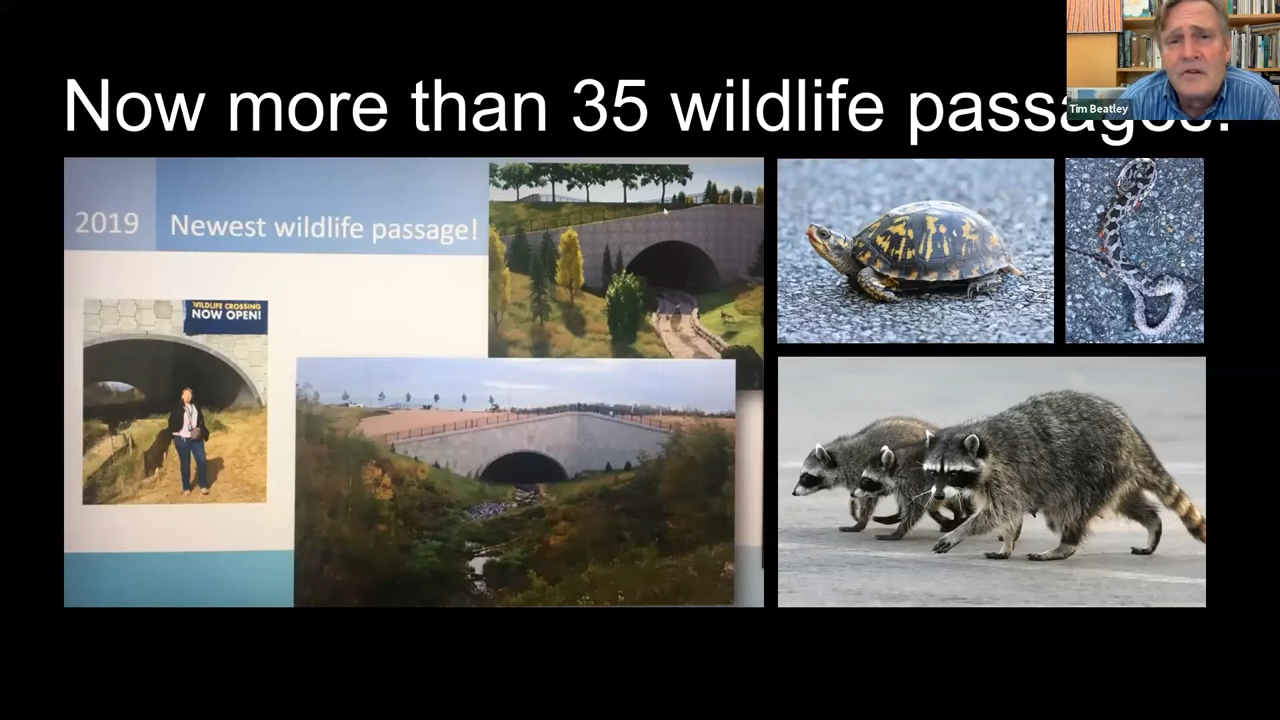 Now more than 35 wildlife passages!
Tim Beatley
2019
Newest wildlife passage!
WILDLIFE CROSSING
NOW OPEN!